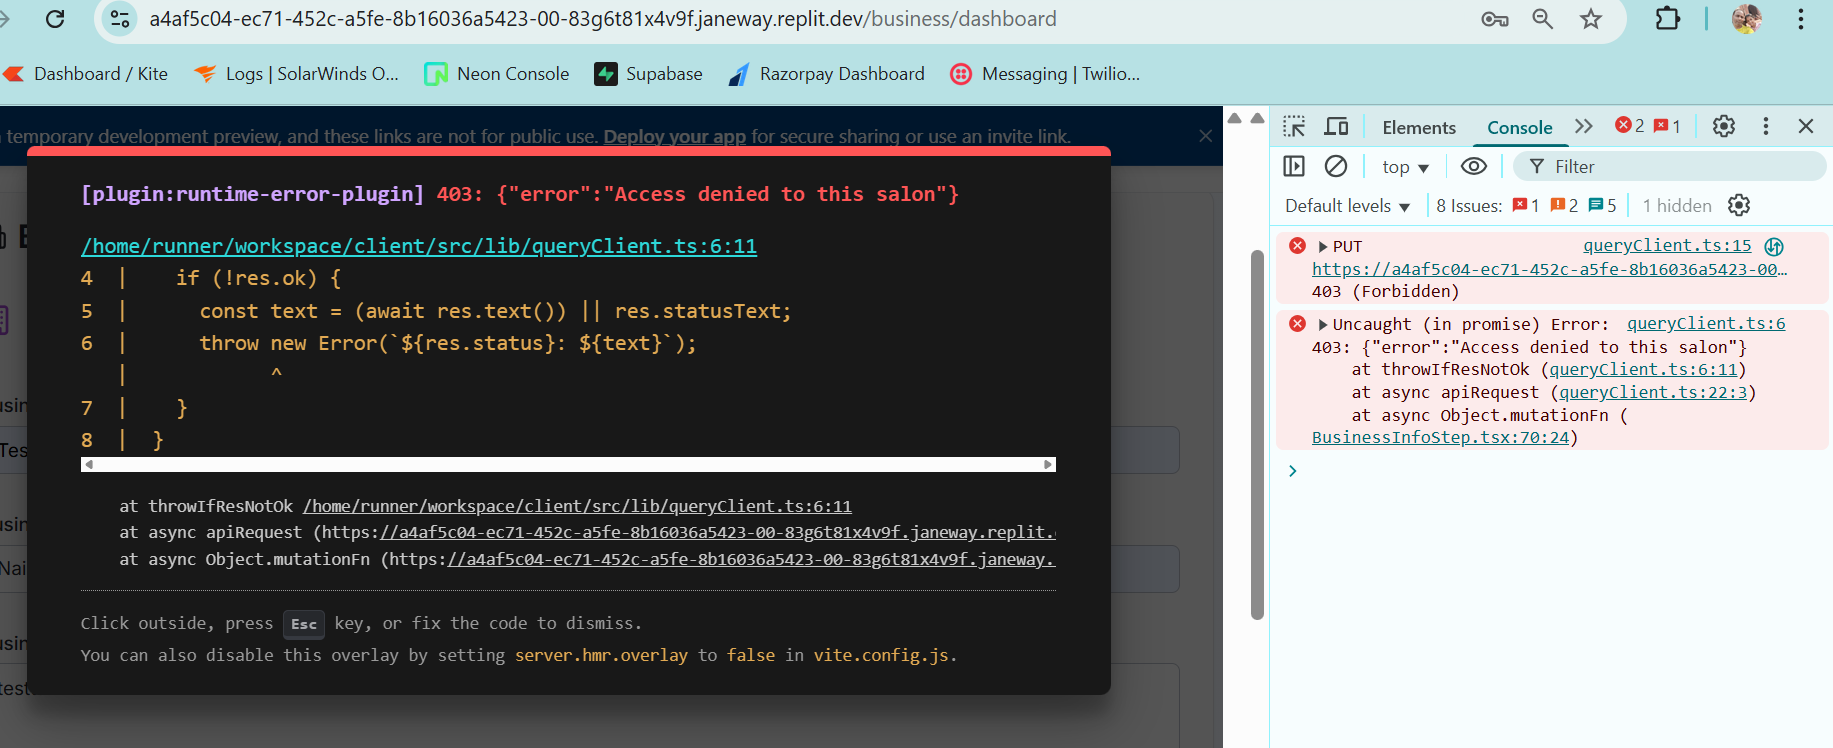 a4af5c04-ec71-452c-a5fe-8b16036a5423-00-83g6t81x4v9f.janeway.replit.dev/business/dashboard
Dashboard / Kite Logs | SolarWinds O... Neon Console Supabase Razorpay Dashboard Messaging | Twilio...
temporary development preview, and these links are not for public use. Deploy your app for secure sharing or use an invite link.
[plugin:runtime-error-plugin] 403: {"error":"Access denied to this salon"}
/home/runner/workspace/client/src/lib/queryClient.ts:6:11
4 | if (!res.ok) {
5 | const text = (await res.text()) || res.statusText;
6 | throw new Error(`${res.status}: ${text}`);
| ^
7 | }
8 | }
at throwIfResNotOk /home/runner/workspace/client/src/lib/queryClient.ts:6:11
at async apiRequest (https://a4af5c04-ec71-452c-a5fe-8b16036a5423-00-83g6t81x4v9f.janeway.replit.
at async Object.mutationFn (https://a4af5c04-ec71-452c-a5fe-8b16036a5423-00-83g6t81x4v9f.janeway.
Click outside, press Esc key, or fix the code to dismiss.
You can also disable this overlay by setting server.hmr.overlay to false in vite.config.js.
usin
Tes
usin
Nai
usin
test
Elements Console 2 1
top Filter
Default levels 8 Issues: 1 2 5 1 hidden
PUT queryClient.ts:15
https://a4af5c04-ec71-452c-a5fe-8b16036a5423-00…
403 (Forbidden)
Uncaught (in promise) Error: queryClient.ts:6
403: {"error":"Access denied to this salon"}
at throwIfResNotOk (queryClient.ts:6:11)
at async apiRequest (queryClient.ts:22:3)
at async Object.mutationFn (
BusinessInfoStep.tsx:70:24)